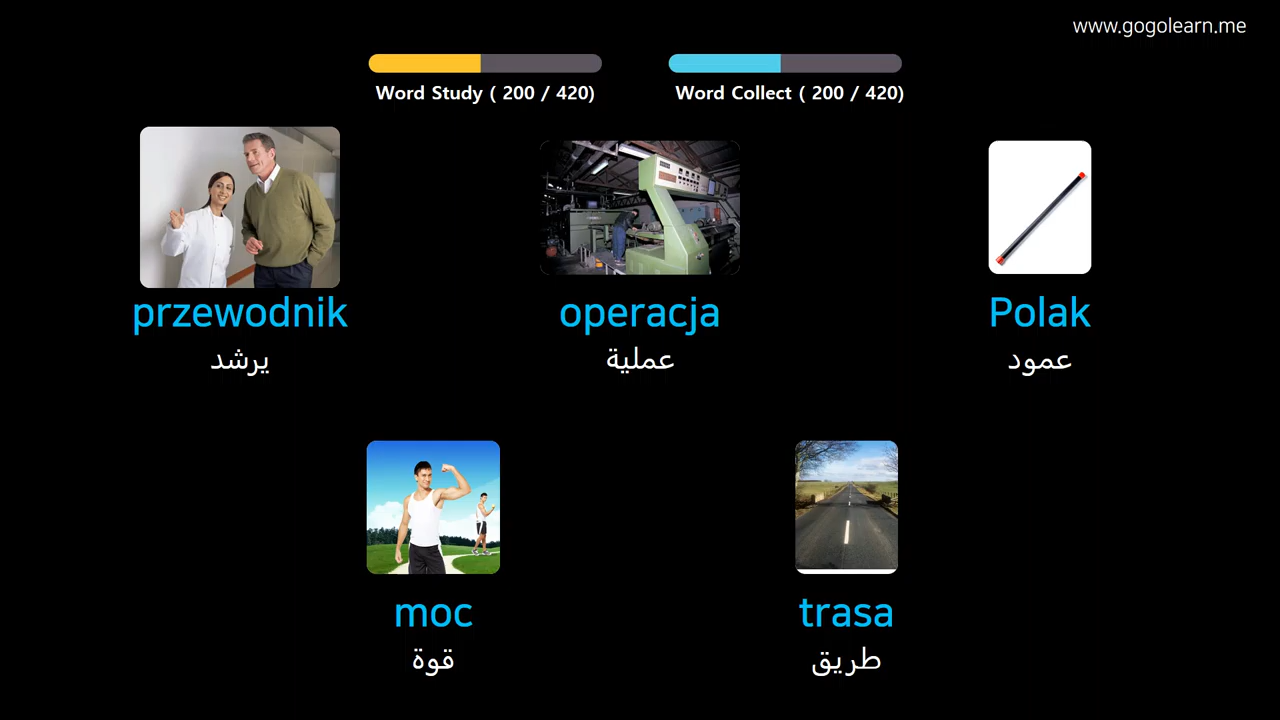 www.gogolearn.me
Word Study ( 200 / 420)
Word Collect ( 200 / 420)
przewodnik
يرشد
operacja
عملية
Polak
عمود
moc
قوة
trasa
طريق